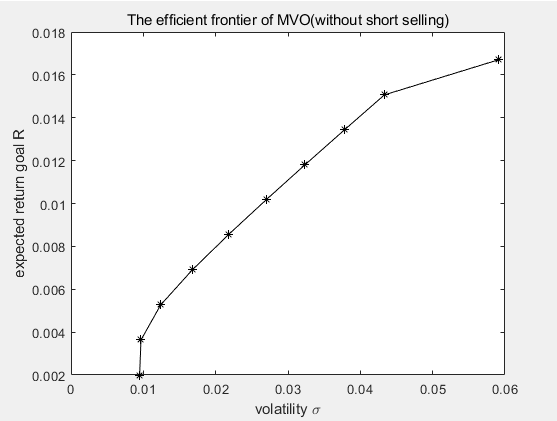 The efficient frontier of MVO(without short selling)
0.018
0.016
0.014
0.012
0.01
0.008
0.006
0.004
0.002
expected return goal R
0 0.01 0.02 0.03 0.04 0.05 0.06
volatility σ